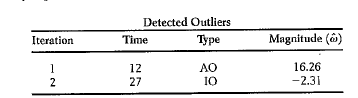 Detected Outliers
Iteration Time Type Magnitude (ω̂)
1 12 AO 16.26
2 27 IO −2.31